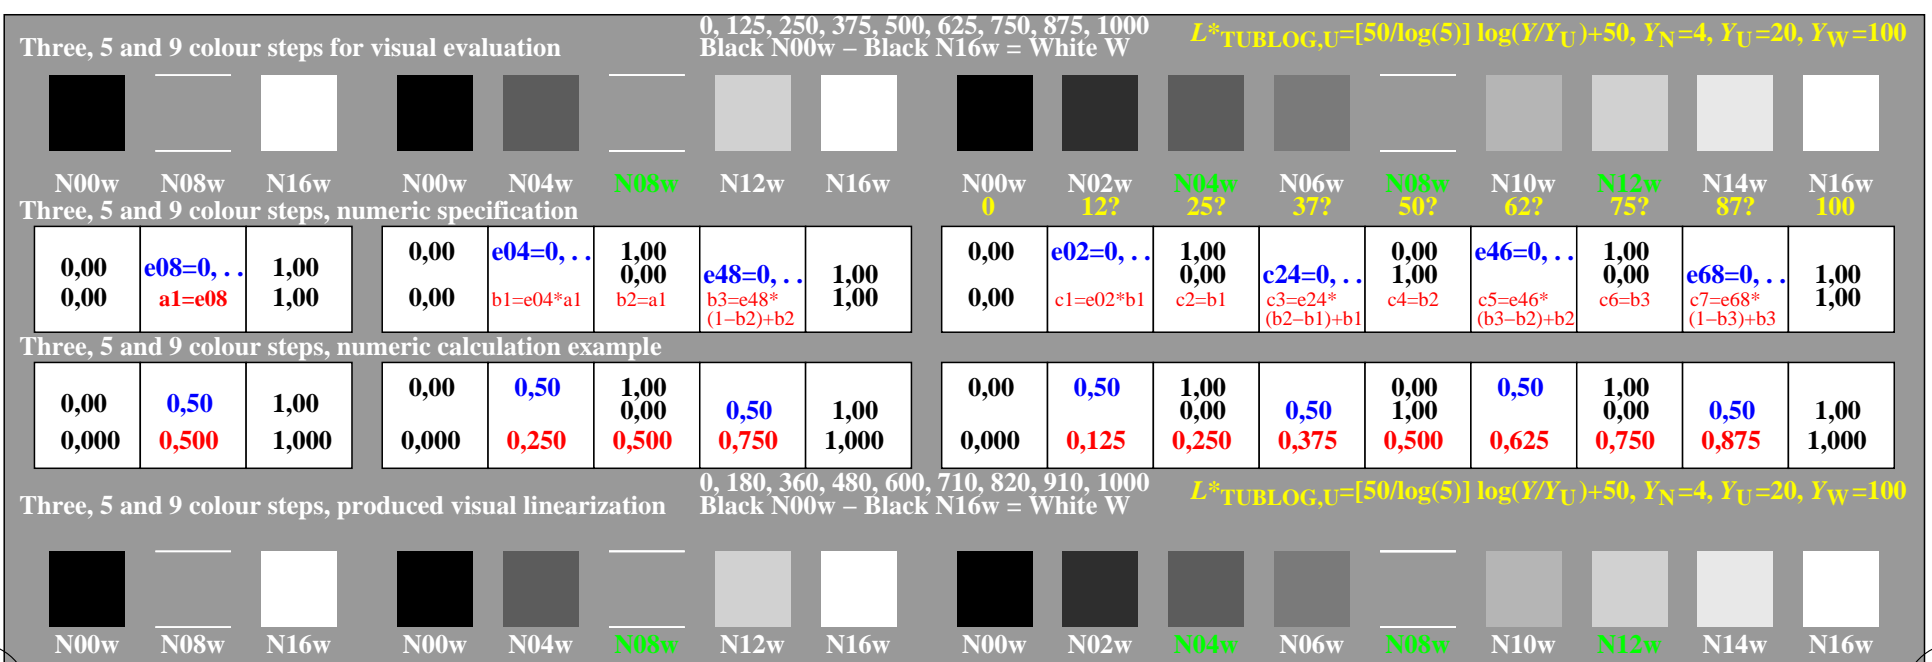 0, 125, 250, 375, 500, 625, 750, 875, 1000
Three, 5 and 9 colour steps for visual evaluation Black N00w – Black N16w = White W L*TUBLOG,U=[50/log(5)] log(Y/YU)+50, YN=4, YU=20, YW=100
N00w N08w N16w N00w N04w N08w N12w N16w N00w N02w N04w N06w N08w N10w N12w N14w N16w
Three, 5 and 9 colour steps, numeric specification 0 12? 25? 37? 50? 62? 75? 87? 100
0,00 e04=0, . . 1,00 0,00 e02=0, . . 1,00 0,00 e46=0, . . 1,00
0,00 e08=0, . . 1,00 0,00 e48=0, . . 1,00 0,00 c24=0, . . 1,00 0,00 e68=0, . . 1,00
0,00 a1=e08 1,00 0,00 b1=e04*a1 b2=a1 b3=e48* 1,00 0,00 c1=e02*b1 c2=b1 c3=e24* c4=b2 c5=e46* c6=b3 c7=e68* 1,00
(1–b2)+b2 (b2–b1)+b1 (b3–b2)+b2 (1–b3)+b3
Three, 5 and 9 colour steps, numeric calculation example
0,00 0,50 1,00 0,00 0,50 1,00 0,00 0,50 1,00
0,00 0,50 1,00 0,00 0,50 1,00 0,00 0,50 1,00 0,00 0,50 1,00
0,000 0,500 1,000 0,000 0,250 0,500 0,750 1,000 0,000 0,125 0,250 0,375 0,500 0,625 0,750 0,875 1,000
0, 180, 360, 480, 600, 710, 820, 910, 1000
Three, 5 and 9 colour steps, produced visual linearization Black N00w – Black N16w = White W L*TUBLOG,U=[50/log(5)] log(Y/YU)+50, YN=4, YU=20, YW=100
N00w N08w N16w N00w N04w N08w N12w N16w N00w N02w N04w N06w N08w N10w N12w N14w N16w